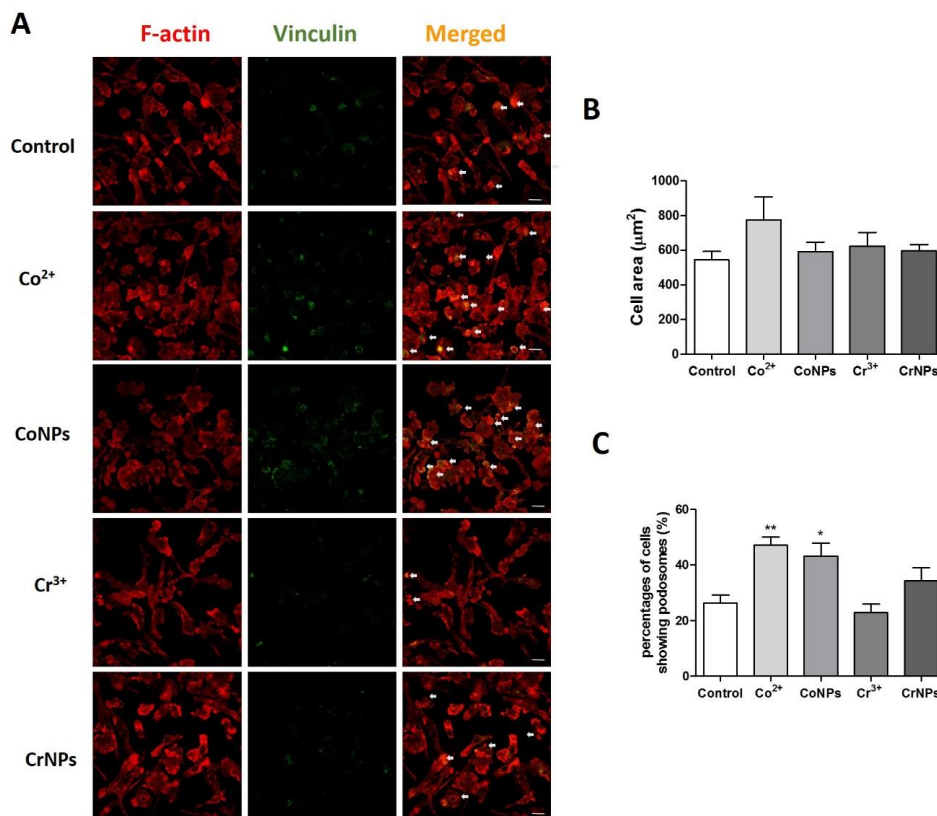 A
F-actin Vinculin Merged
Control
Co²⁺
CoNPs
Cr³⁺
CrNPs
B
Cell area (μm²)
1000
800
600
400
200
0
Control Co²⁺ CoNPs Cr³⁺ CrNPs
C
percentages of cells
showing podosomes (%)
60
40
20
0
** *
Control Co²⁺ CoNPs Cr³⁺ CrNPs